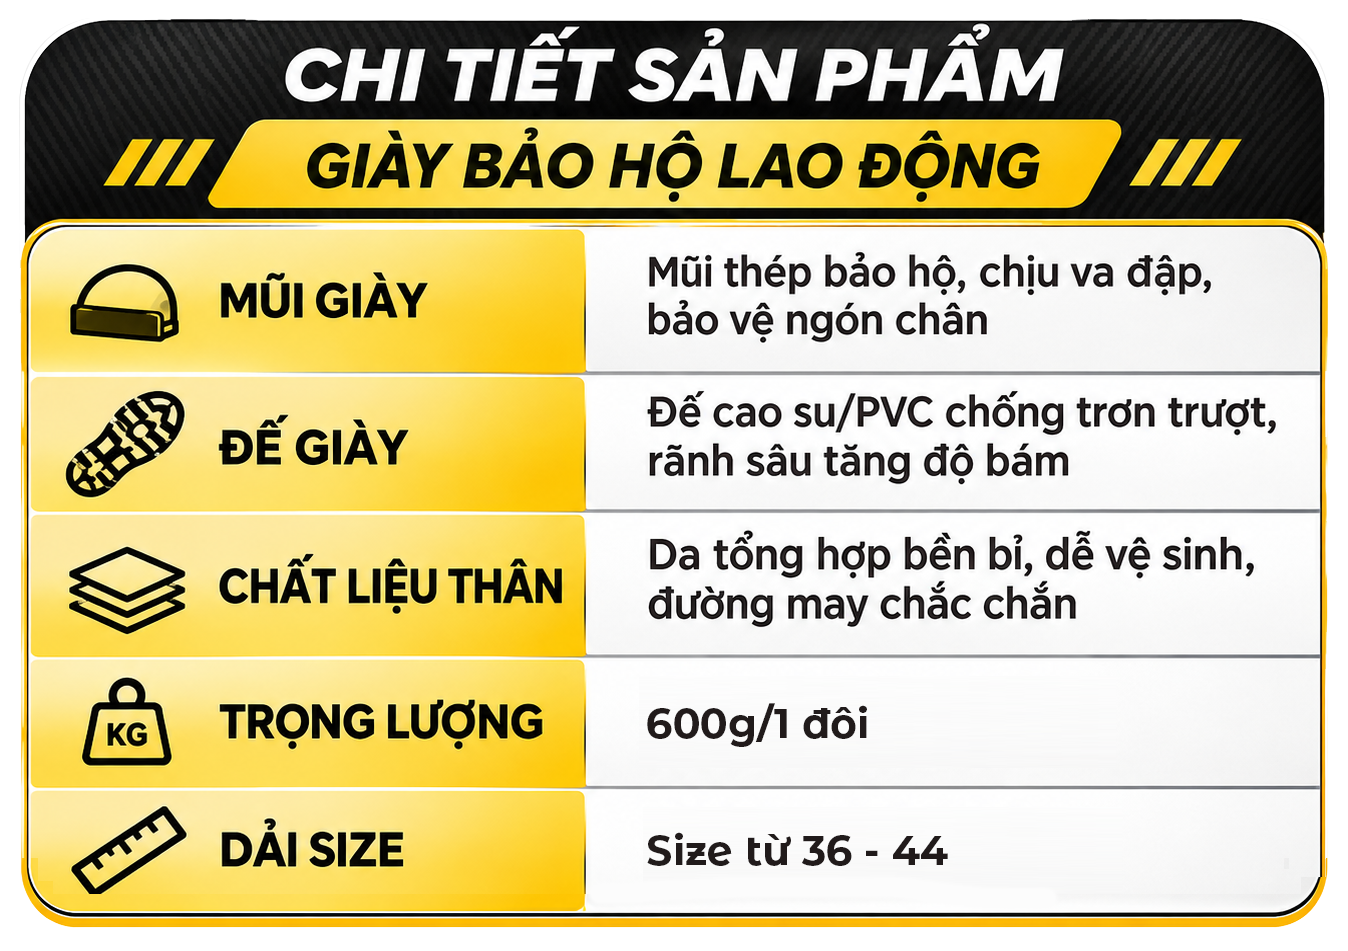 CHI TIẾT SẢN PHẨM
GIÀY BẢO HỘ LAO ĐỘNG
MŨI GIÀY
Mũi thép bảo hộ, chịu va đập,
bảo vệ ngón chân
ĐẾ GIÀY
Đế cao su/PVC chống trơn trượt,
rãnh sâu tăng độ bám
CHẤT LIỆU THÂN
Da tổng hợp bền bỉ, dễ vệ sinh,
đường may chắc chắn
KG
TRỌNG LƯỢNG
600g/1 đôi
DẢI SIZE
Size từ 36 - 44